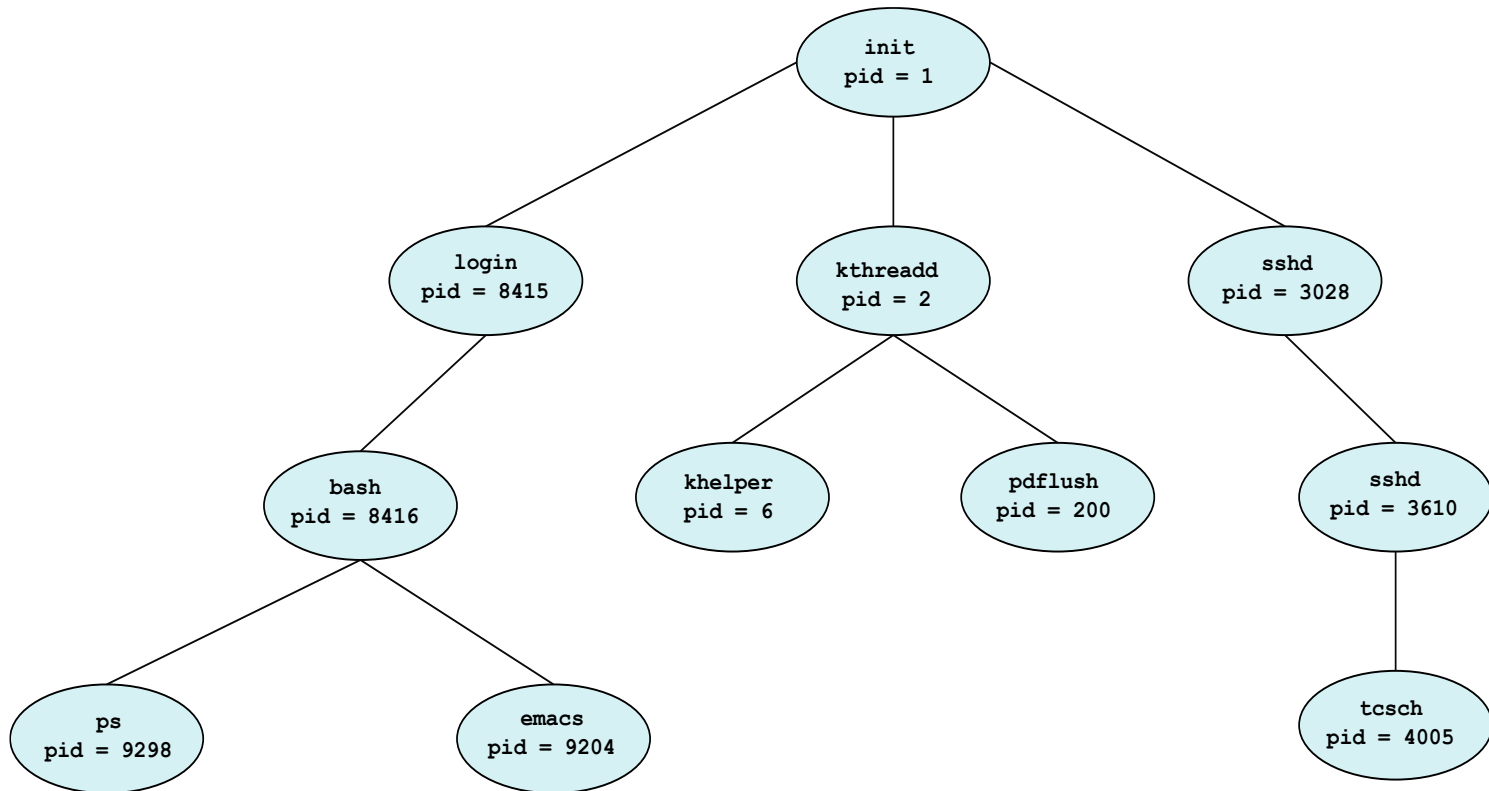 init
pid = 1
login
pid = 8415
kthreadd
pid = 2
sshd
pid = 3028
bash
pid = 8416
khelper
pid = 6
pdflush
pid = 200
sshd
pid = 3610
ps
pid = 9298
emacs
pid = 9204
tcsch
pid = 4005